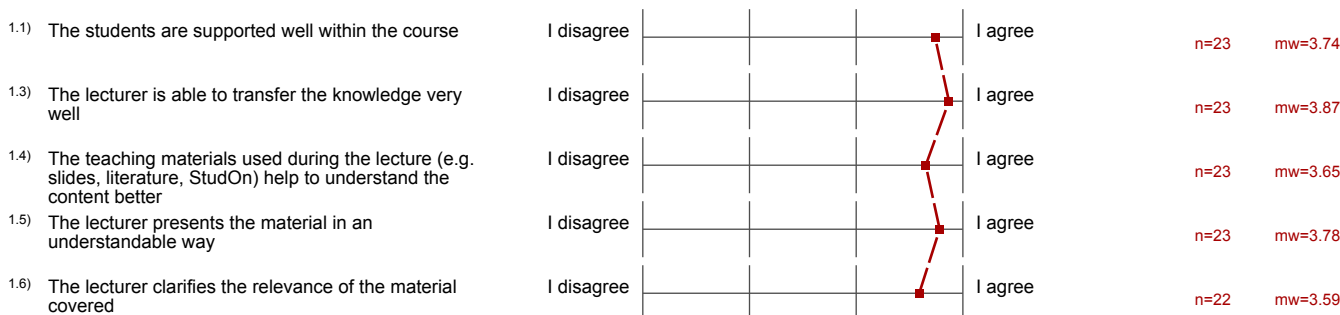 1.1) The students are supported well within the course I disagree I agree n=23 mw=3.74
1.3) The lecturer is able to transfer the knowledge very
well I disagree I agree n=23 mw=3.87
1.4) The teaching materials used during the lecture (e.g.
slides, literature, StudOn) help to understand the
content better I disagree I agree n=23 mw=3.65
1.5) The lecturer presents the material in an
understandable way I disagree I agree n=23 mw=3.78
1.6) The lecturer clarifies the relevance of the material
covered I disagree I agree n=22 mw=3.59